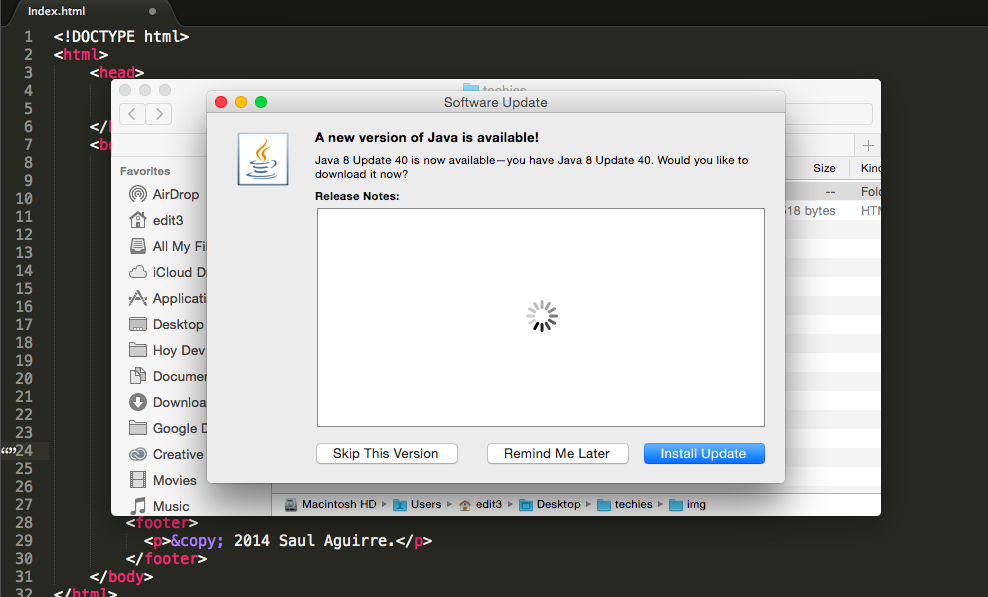 Index.html
1 <!DOCTYPE html>
2 <html>
3 <head>
4
5
6 </
7 <bo
8
9
10
11
12
13
14
15
16
17
18
19
20
21
22
23
“” 24
25
26
27
28 <footer>
29 <p>&copy; 2014 Saul Aguirre.</p>
30 </footer>
31 </body>
32 </html>
techies
Software Update
A new version of Java is available!
Java 8 Update 40 is now available—you have Java 8 Update 40. Would you like to
download it now?
Release Notes:
Skip This Version
Remind Me Later
Install Update
Favorites
AirDrop
edit3
All My Fi
iCloud D
Applicati
Desktop
Hoy Dev
Documen
Downloa
Google D
Creative
Movies
Music
Size Kind
-- Fold
518 bytes HTM
Macintosh HD ▸ Users ▸ edit3 ▸ Desktop ▸ techies ▸ img